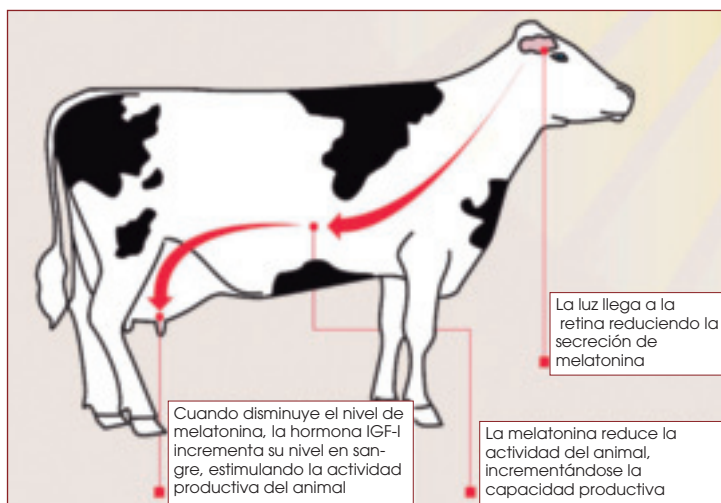 La luz llega a la
retina reduciendo la
secreción de
melatonina
Cuando disminuye el nivel de
melatonina, la hormona IGF-I
incrementa su nivel en san-
gre, estimulando la actividad
productiva del animal
La melatonina reduce la
actividad del animal,
incrementándose la
capacidad productiva